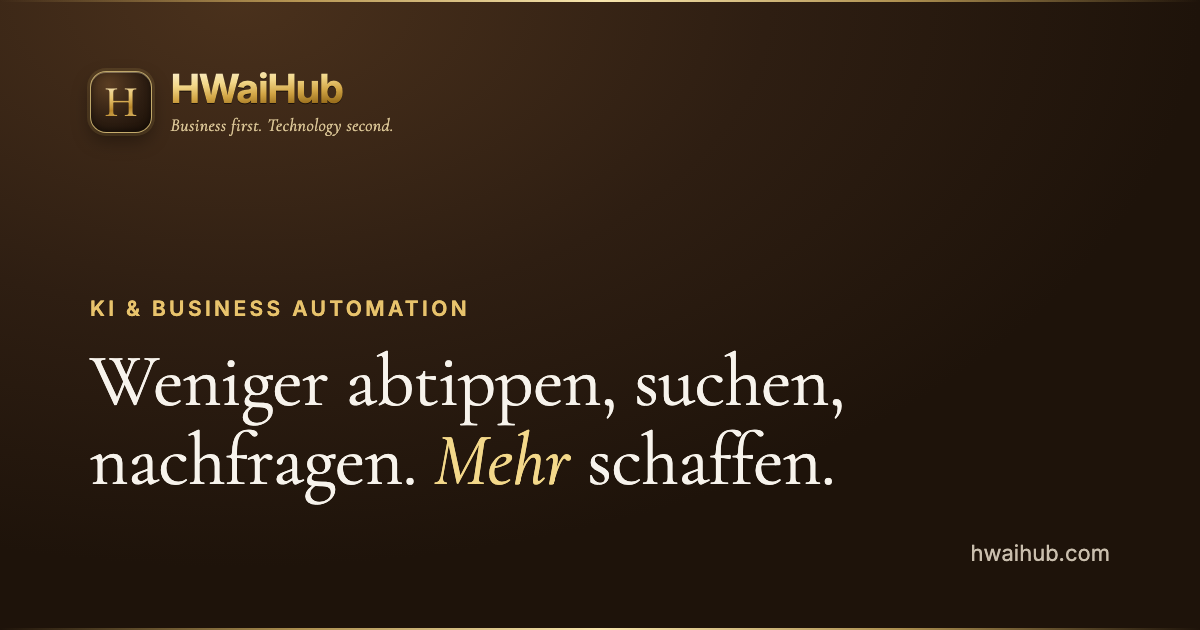 H
HWaiHub
Business first. Technology second.
KI & BUSINESS AUTOMATION
Weniger abtippen, suchen,
nachfragen. Mehr schaffen.
hwaihub.com